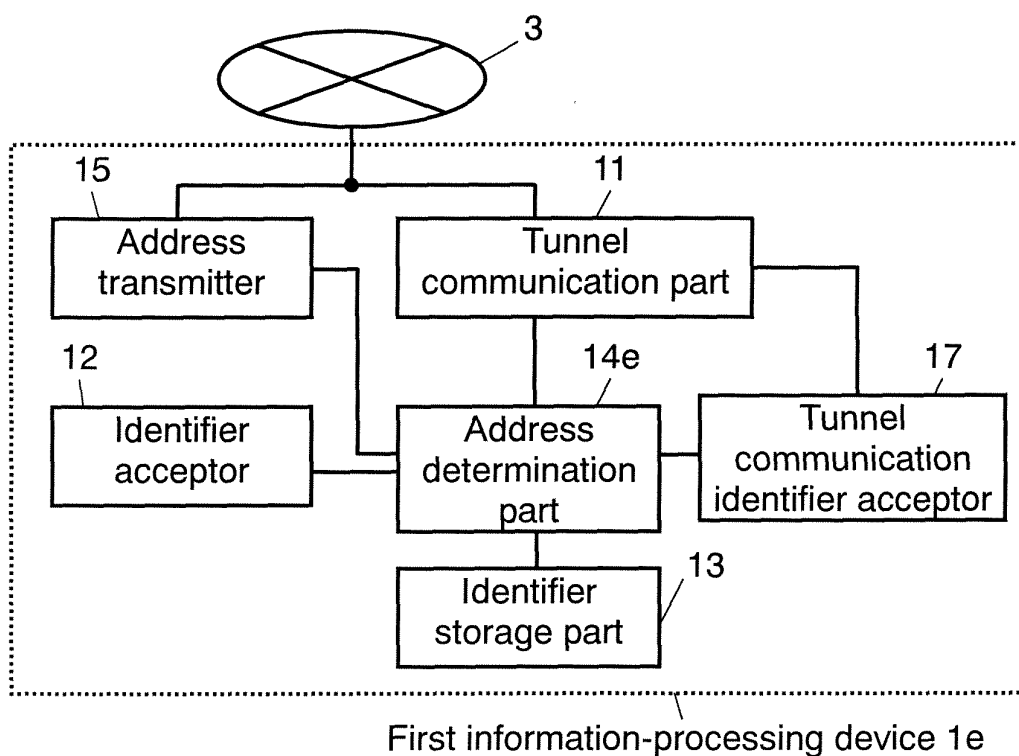 3
15
Address
transmitter
11
Tunnel
communication part
12
Identifier
acceptor
14e
Address
determination
part
17
Tunnel
communication
identifier acceptor
13
Identifier
storage part
First information-processing device 1e